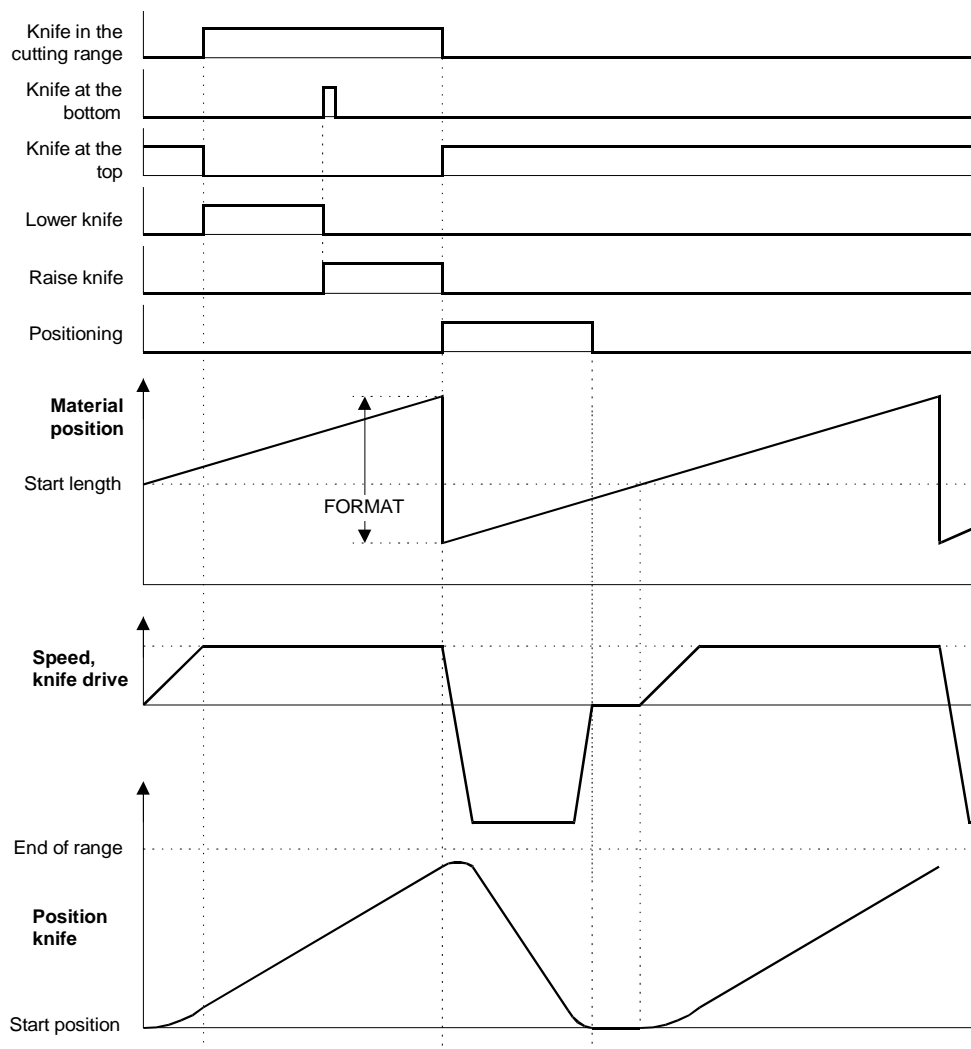 Knife in the
cutting range
Knife at the
bottom
Knife at the
top
Lower knife
Raise knife
Positioning
Material
position
Start length
FORMAT
Speed,
knife drive
End of range
Position
knife
Start position